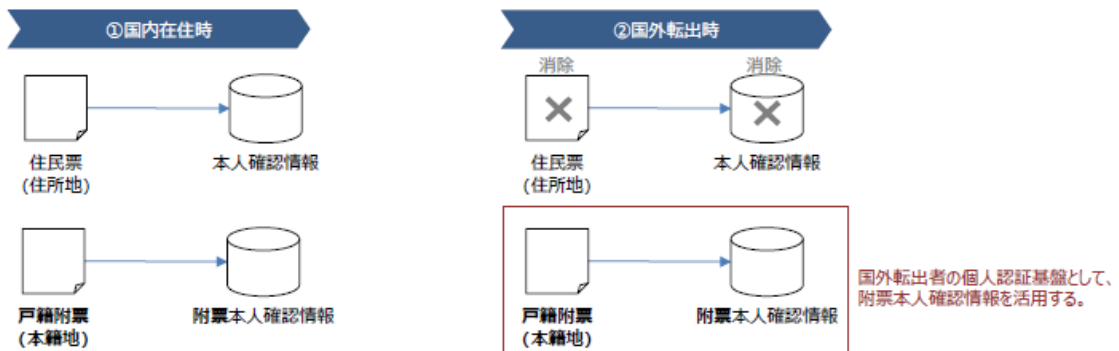 ①国内在住時
住民票
(住所地)
本人確認情報
戸籍附票
(本籍地)
附票本人確認情報
②国外転出時
消除
消除
住民票
(住所地)
本人確認情報
戸籍附票
(本籍地)
附票本人確認情報
国外転出者の個人認証基盤として、
附票本人確認情報を活用する。